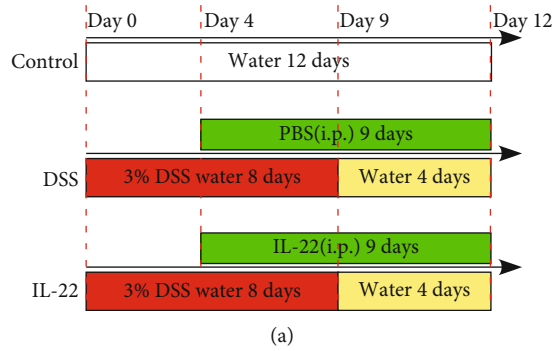 Day 0 Day 4 Day 9 Day 12
Control Water 12 days
PBS(i.p.) 9 days
DSS 3% DSS water 8 days Water 4 days
IL-22(i.p.) 9 days
IL-22 3% DSS water 8 days Water 4 days
(a)